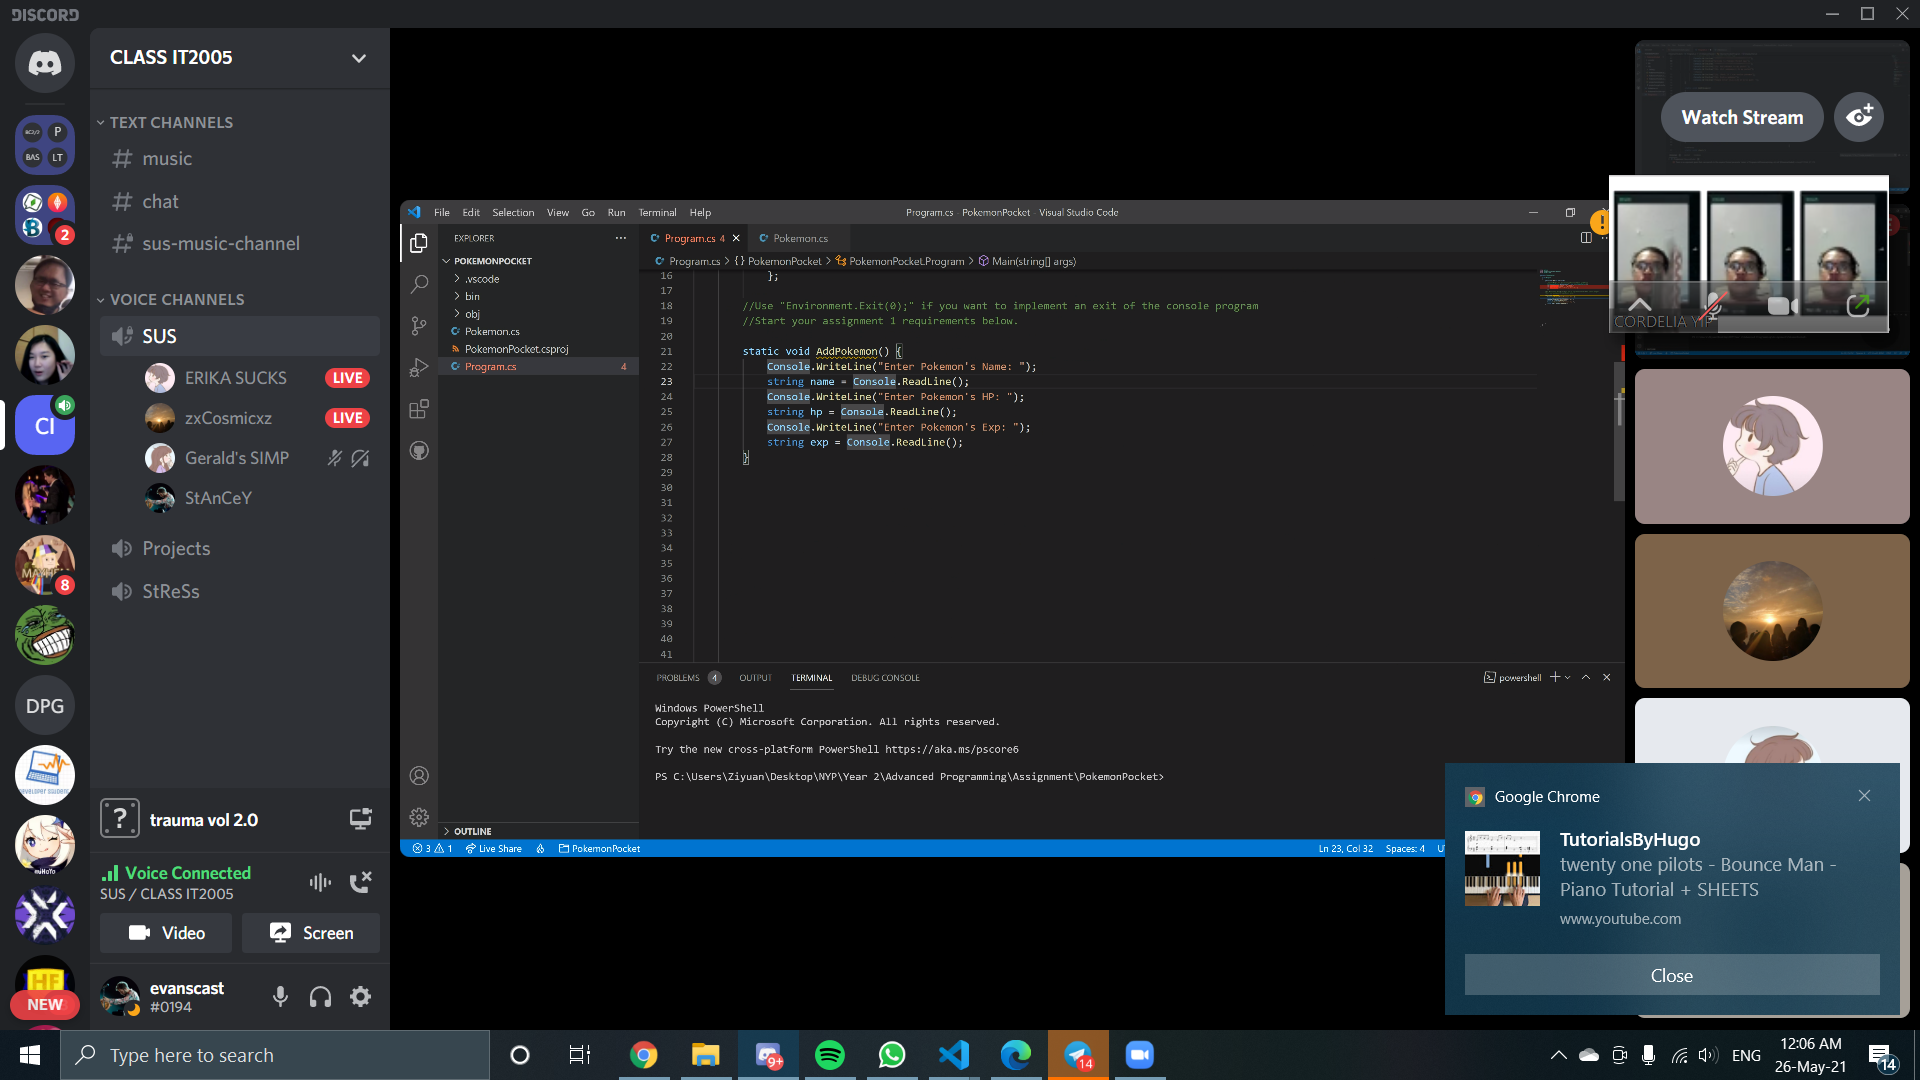 DISCORD
CLASS IT2005
TEXT CHANNELS
music
chat
sus-music-channel
VOICE CHANNELS
SUS
ERIKA SUCKS
LIVE
zxCosmicxz
LIVE
Gerald's SIMP
StAnCeY
Projects
StReSs
P
BAS
LT
2
CI
8
DPG
miHoYo
HF
NEW
trauma vol 2.0
Voice Connected
SUS / CLASS IT2005
Video
Screen
evanscast
#0194
File Edit Selection View Go Run Terminal Help
Program.cs - PokemonPocket - Visual Studio Code
EXPLORER
POKEMONPOCKET
.vscode
bin
obj
Pokemon.cs
PokemonPocket.csproj
Program.cs 4
OUTLINE
Program.cs 4
Pokemon.cs
Program.cs > {} PokemonPocket > PokemonPocket.Program > Main(string[] args)
16 };
17
18 //Use "Environment.Exit(0);" if you want to implement an exit of the console program
19 //Start your assignment 1 requirements below.
20
21 static void AddPokemon() {
22 Console.WriteLine("Enter Pokemon's Name: ");
23 string name = Console.ReadLine();
24 Console.WriteLine("Enter Pokemon's HP: ");
25 string hp = Console.ReadLine();
26 Console.WriteLine("Enter Pokemon's Exp: ");
27 string exp = Console.ReadLine();
28 }
29
30
31
32
33
34
35
36
37
38
39
40
41
PROBLEMS 4 OUTPUT TERMINAL DEBUG CONSOLE
powershell
Windows PowerShell
Copyright (C) Microsoft Corporation. All rights reserved.
Try the new cross-platform PowerShell https://aka.ms/pscore6
PS C:\Users\Ziyuan\Desktop\NYP\Year 2\Advanced Programming\Assignment\PokemonPocket>
3 1 Live Share PokemonPocket
Ln 23, Col 32 Spaces: 4
Watch Stream
CORDELIA YIP
Google Chrome
TutorialsByHugo
twenty one pilots - Bounce Man -
Piano Tutorial + SHEETS
www.youtube.com
Close
Type here to search
9+
14
ENG
12:06 AM
26-May-21
14